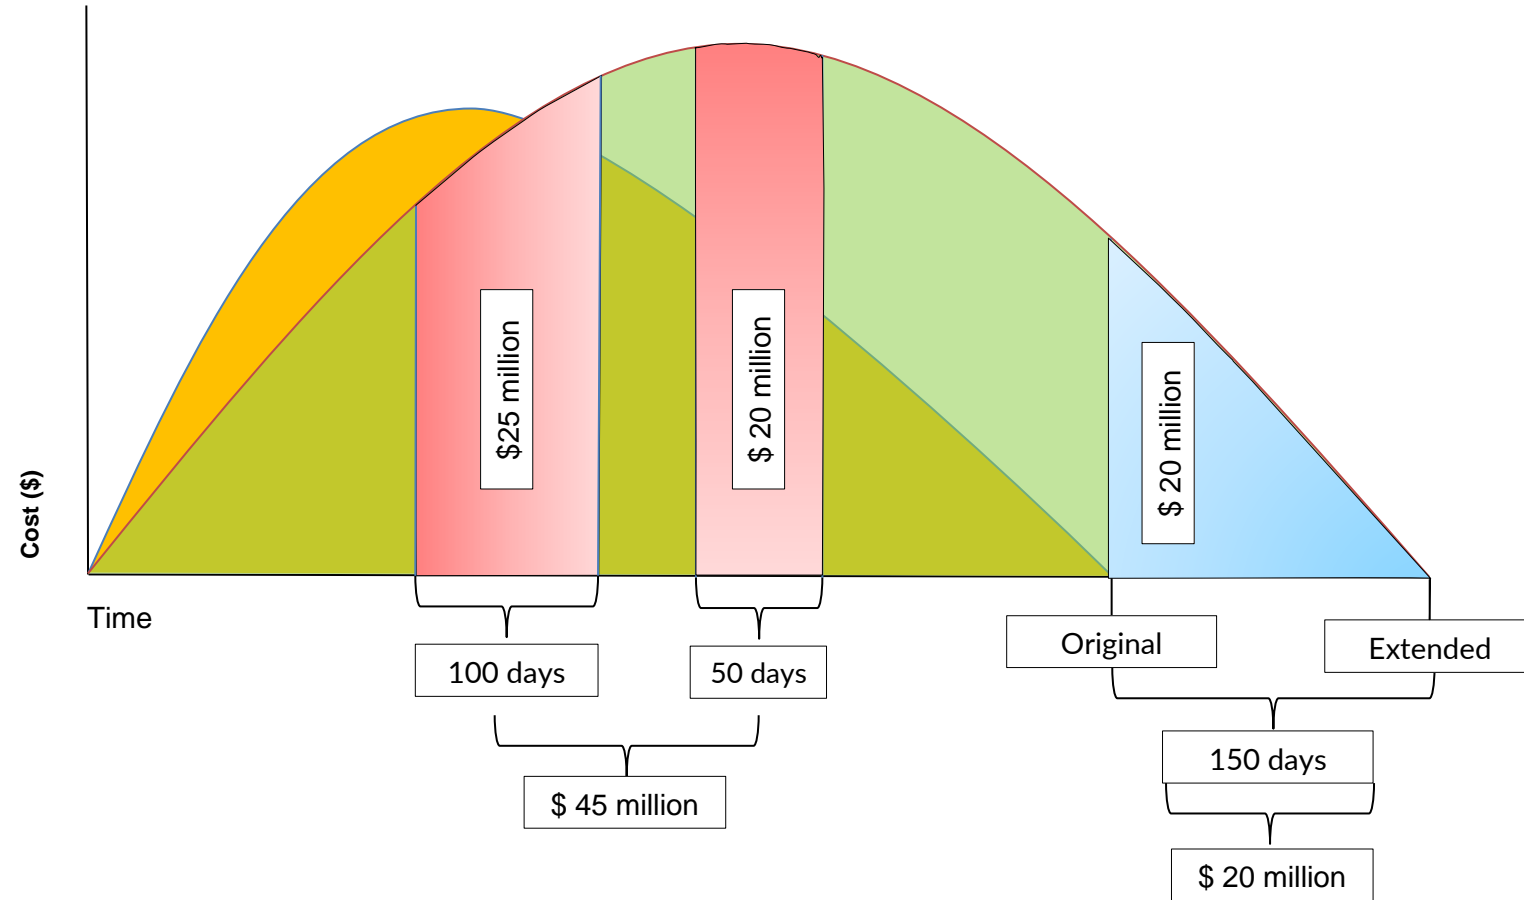 Cost ($)
Time
$25 million
$ 20 million
$ 20 million
Original
Extended
100 days
50 days
150 days
$ 45 million
$ 20 million